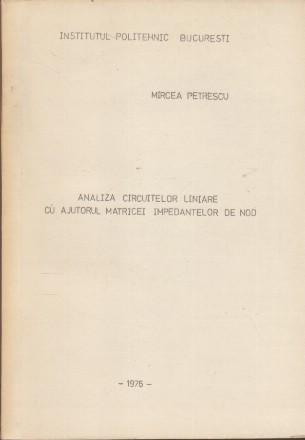 INSTITUTUL POLITEHNIC BUCURESTI
MIRCEA PETRESCU
ANALIZA CIRCUITELOR LINIARE
CU AJUTORUL MATRICEI IMPEDANTELOR DE NOD
- 1976 -